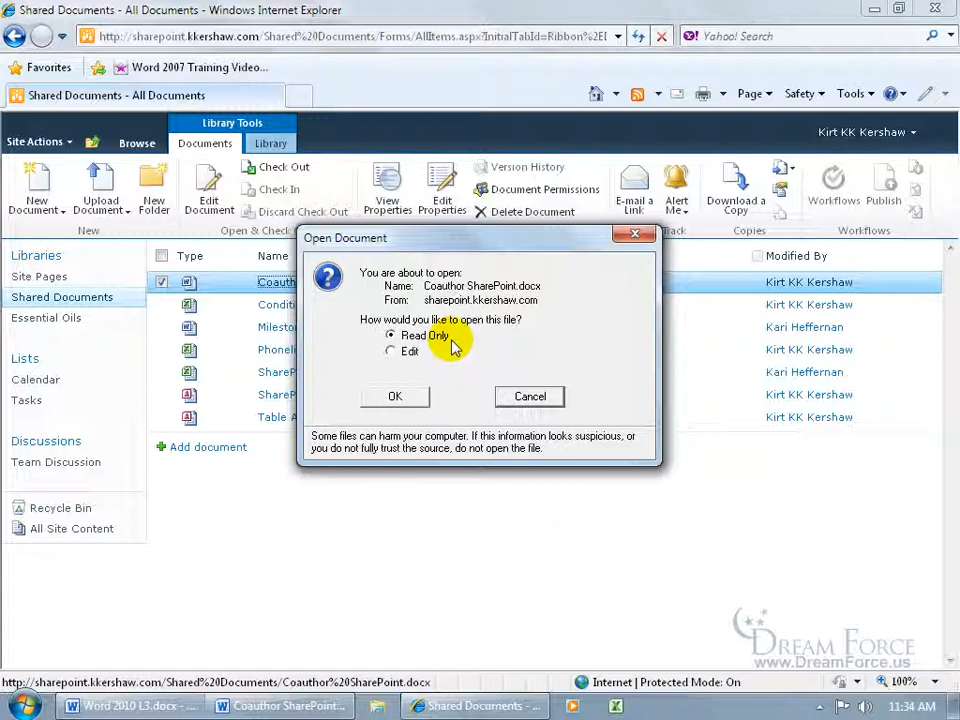 Shared Documents - All Documents - Windows Internet Explorer
http://sharepoint.kkershaw.com/Shared%20Documents/Forms/AllItems.aspx?InitialTabId=Ribbon%2E
Yahoo! Search
Favorites
Word 2007 Training Video...
Shared Documents - All Documents
Page
Safety
Tools
Library Tools
Site Actions
Browse
Documents
Library
Kirt KK Kershaw
New Document
Upload Document
New Folder
Edit Document
Check Out
Check In
Discard Check Out
View Properties
Edit Properties
Version History
Document Permissions
Delete Document
E-mail a Link
Alert Me
Download a Copy
Workflows
Publish
New
Open & Check
Track
Copies
Workflows
Libraries
Site Pages
Shared Documents
Essential Oils
Lists
Calendar
Tasks
Discussions
Team Discussion
Recycle Bin
All Site Content
Type
Name
Modified By
Coauth
Kirt KK Kershaw
Conditi
Kirt KK Kershaw
Milesto
Kari Heffernan
Phoneli
Kirt KK Kershaw
ShareP
Kari Heffernan
ShareP
Kirt KK Kershaw
Table A
Kirt KK Kershaw
Add document
Open Document
You are about to open:
Name: Coauthor SharePoint.docx
From: sharepoint.kkershaw.com
How would you like to open this file?
Read Only
Edit
OK
Cancel
Some files can harm your computer. If this information looks suspicious, or
you do not fully trust the source, do not open the file.
DREAM FORCE
www.DreamForce.us
http://sharepoint.kkershaw.com/Shared%20Documents/Coauthor%20SharePoint.docx
Internet | Protected Mode: On
100%
Word 2010 L3.docx - ...
Coauthor SharePoint...
Shared Documents - ...
11:34 AM